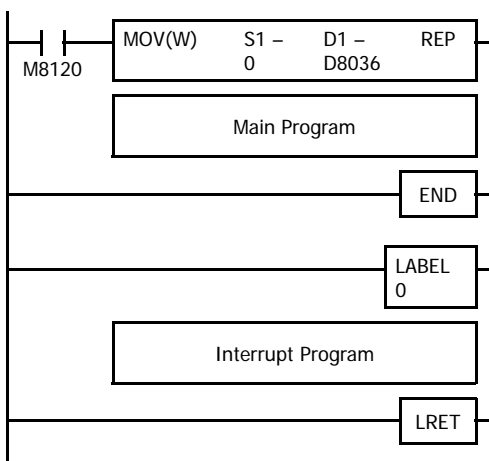 MOV(W) S1 – D1 – REP
0 D8036
M8120
Main Program
END
LABEL
0
Interrupt Program
LRET